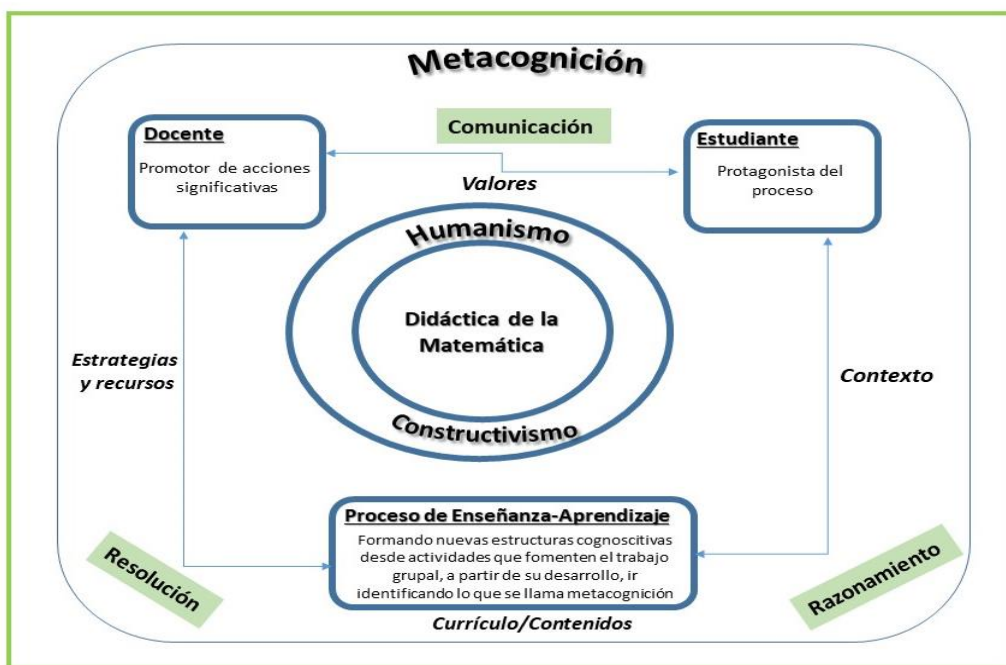 Metacognición
Comunicación
Docente
Promotor de acciones
significativas
Estudiante
Protagonista del
proceso
Valores
Humanismo
Didáctica de la
Matemática
Constructivismo
Estrategias
y recursos
Contexto
Proceso de Enseñanza-Aprendizaje
Formando nuevas estructuras cognoscitivas
desde actividades que fomenten el trabajo
grupal, a partir de su desarrollo, ir
identificando lo que se llama metacognición
Resolución
Razonamiento
Currículo/Contenidos